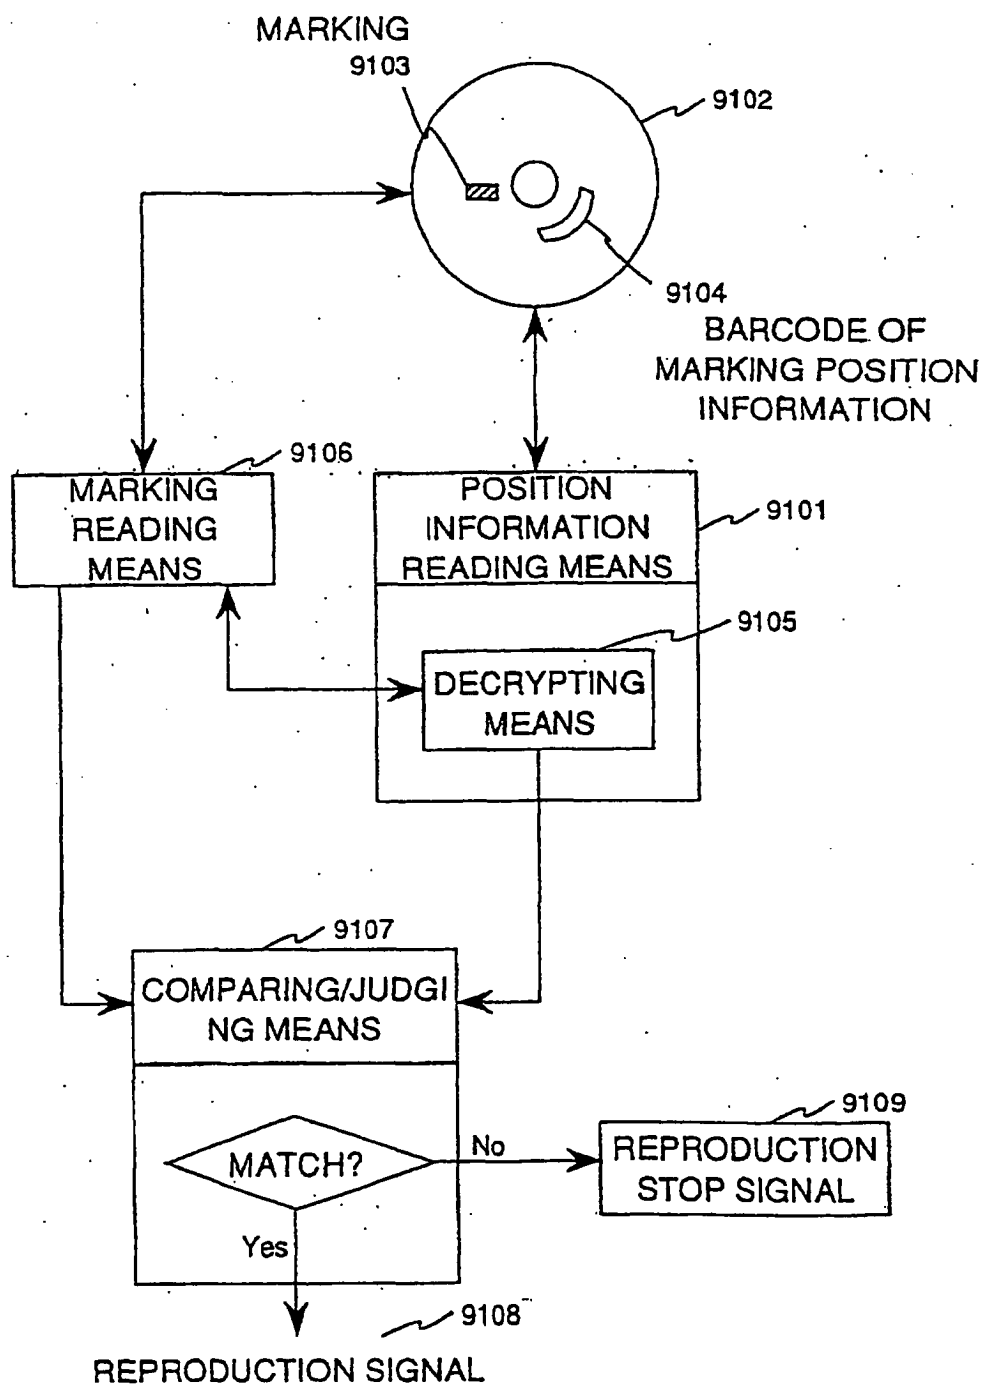 MARKING
9103
9102
9104
BARCODE OF
MARKING POSITION
INFORMATION
9106
MARKING
READING
MEANS
POSITION
INFORMATION
READING MEANS
9101
9105
DECRYPTING
MEANS
9107
COMPARING/JUDGI
NG MEANS
MATCH?
No
9109
REPRODUCTION
STOP SIGNAL
Yes
9108
REPRODUCTION SIGNAL